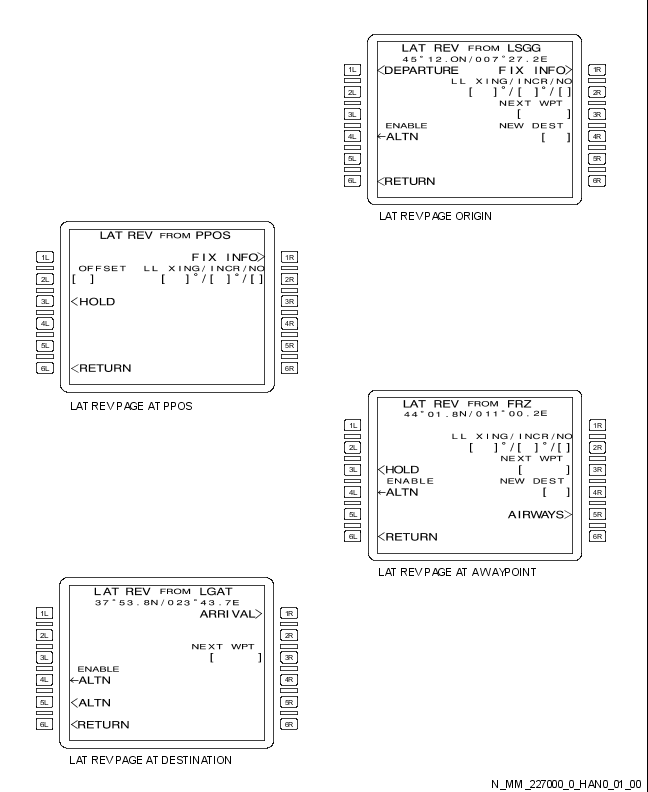 LAT REV FROM LSGG
45°12.0N/007°27.2E
1L <DEPARTURE FIX INFO> 1R
LL XING/INCR/NO
2L [ ]°/[ ]°/[] 2R
NEXT WPT
3L [ ] 3R
ENABLE NEW DEST
4L ←ALTN [ ] 4R
5L 5R
6L <RETURN 6R
LAT REV PAGE ORIGIN
LAT REV FROM PPOS
1L FIX INFO> 1R
OFFSET LL XING/INCR/NO
2L [ ] [ ]°/[ ]°/[] 2R
3L <HOLD 3R
4L 4R
5L 5R
6L <RETURN 6R
LAT REV PAGE AT PPOS
LAT REV FROM FRZ
44°01.8N/011°00.2E
1L 1R
LL XING/INCR/NO
2L [ ]°/[ ]°/[] 2R
NEXT WPT
3L <HOLD [ ] 3R
ENABLE NEW DEST
4L ←ALTN [ ] 4R
5L AIRWAYS> 5R
6L <RETURN 6R
LAT REV PAGE AT A WAYPOINT
LAT REV FROM LGAT
37°53.8N/023°43.7E
1L ARRIVAL> 1R
2L 2R
NEXT WPT
3L [ ] 3R
ENABLE
4L ←ALTN 4R
5L <ALTN 5R
6L <RETURN 6R
LAT REV PAGE AT DESTINATION
N_MM_227000_0_HAN0_01_00